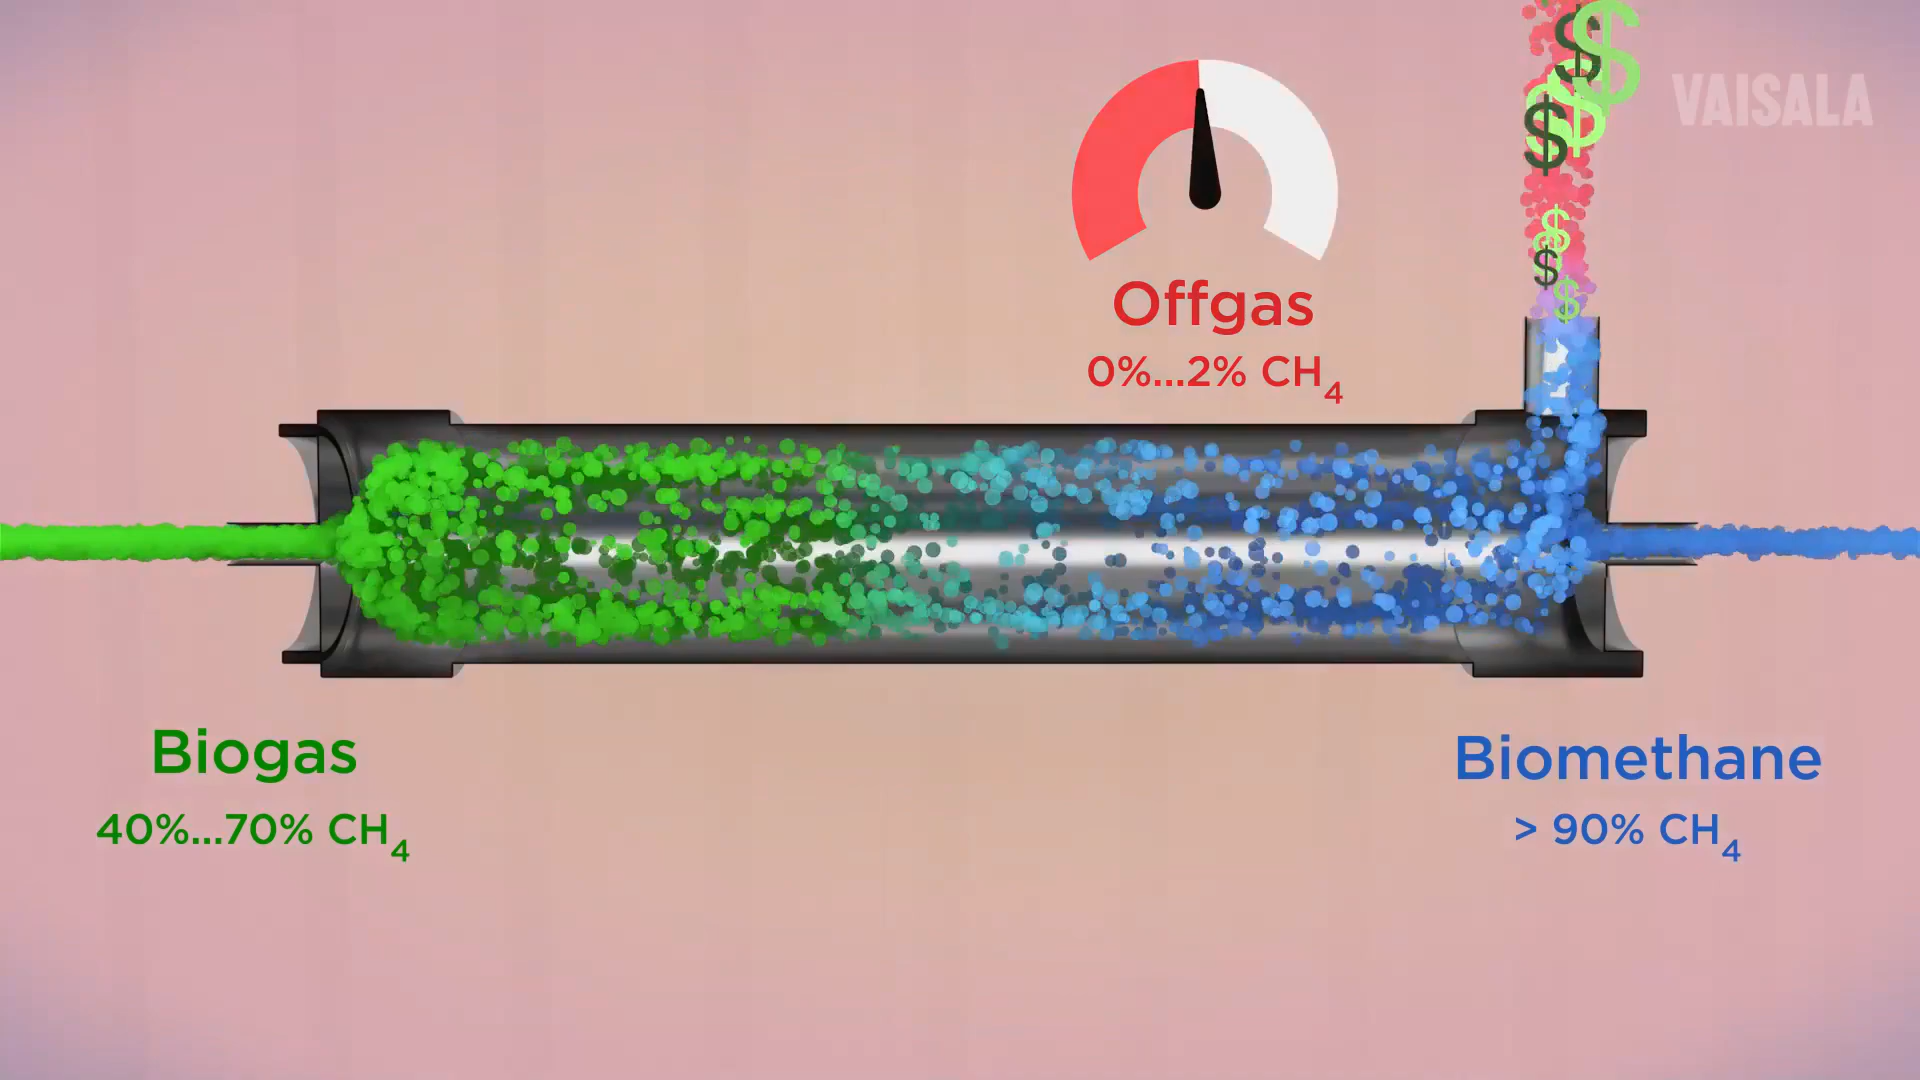 VAISALA
Offgas
0%...2% CH4
Biogas
40%...70% CH4
Biomethane
> 90% CH4
$
$
$
$
$
$
$
$